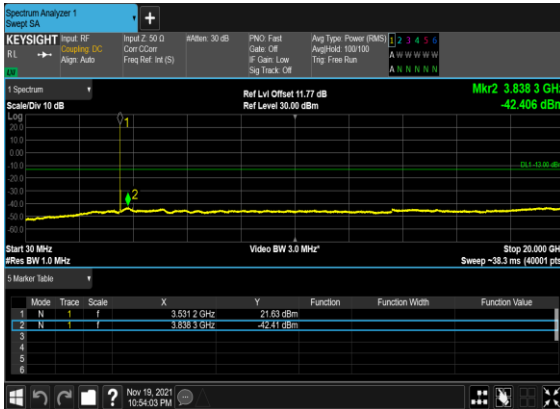 Spectrum Analyzer 1
Swept SA
KEYSIGHT Input: RF Input Z: 50 Ω #Atten: 30 dB PNO: Fast Avg Type: Power (RMS) 1 2 3 4 5 6
RL Coupling: DC Corr CCorr Gate: Off Avg|Hold: 100/100 A W W W W W
Align: Auto Freq Ref: Int (S) IF Gain: Low Trig: Free Run
Sig Track: Off A N N N N N
1 Spectrum
Ref Lvl Offset 11.77 dB Mkr2 3.838 3 GHz
Scale/Div 10 dB Ref Level 30.00 dBm -42.406 dBm
Log
20.0
10.0
0.00
-10.0
-20.0
-30.0
-40.0
-50.0
-60.0
1
2
DL1 -13.00 dBm
Start 30 MHz Video BW 3.0 MHz* Stop 20.000 GHz
#Res BW 1.0 MHz Sweep ~38.3 ms (40001 pts)
5 Marker Table
Mode Trace Scale X Y Function Function Width Function Value
1 N 1 f 3.531 2 GHz 21.63 dBm
2 N 1 f 3.838 3 GHz -42.41 dBm
3
4
5
6
? Nov 19, 2021
10:54:03 PM